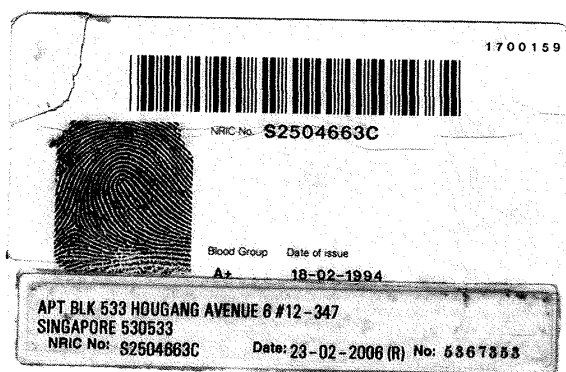 1700159
NRIC No. S2504663C
Blood Group Date of issue
A+ 18-02-1994
APT BLK 533 HOUGANG AVENUE 6 #12-347
SINGAPORE 530533
NRIC No: S2504663C Date: 23-02-2006 (R) No: 5367353